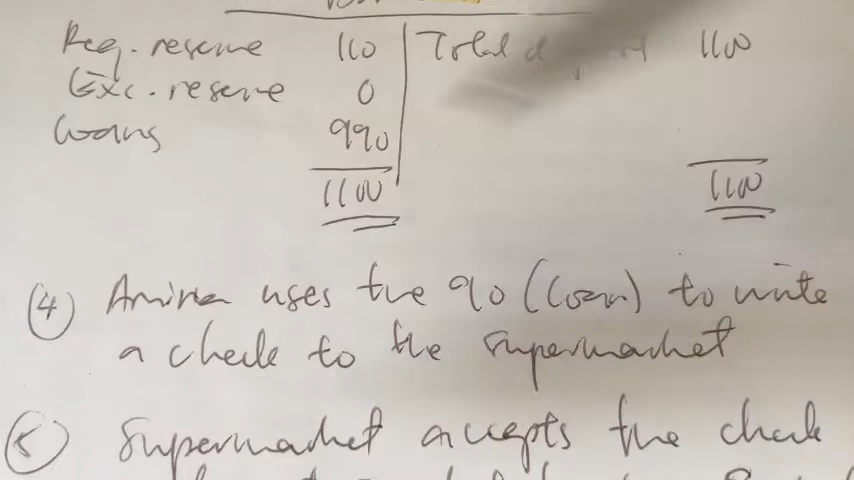 Req. reserve 110 Total d 1100
Exc. reserve 0
Loans 990
1100 1100
(4) Amina uses the 90 (Loan) to write
a check to the supermarket
(5) Supermarket accepts the check